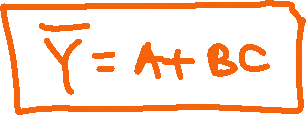 Y̅ = A + BC